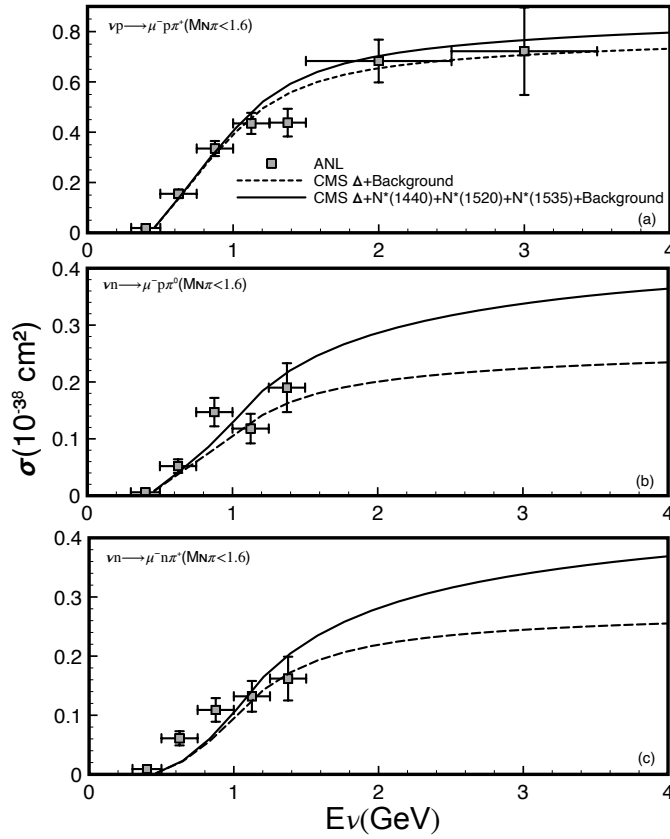 νp⟶μ⁻pπ⁺(MNπ<1.6)
0.8
0.6
0.4
0.2
0
ANL
CMS Δ+Background
CMS Δ+N*(1440)+N*(1520)+N*(1535)+Background
(a)
0 1 2 3 4
νn⟶μ⁻pπ⁰(MNπ<1.6)
0.4
0.3
0.2
0.1
0
(b)
0 1 2 3 4
σ(10⁻³⁸ cm²)
νn⟶μ⁻nπ⁺(MNπ<1.6)
0.4
0.3
0.2
0.1
0
(c)
0 1 2 3 4
Eν(GeV)